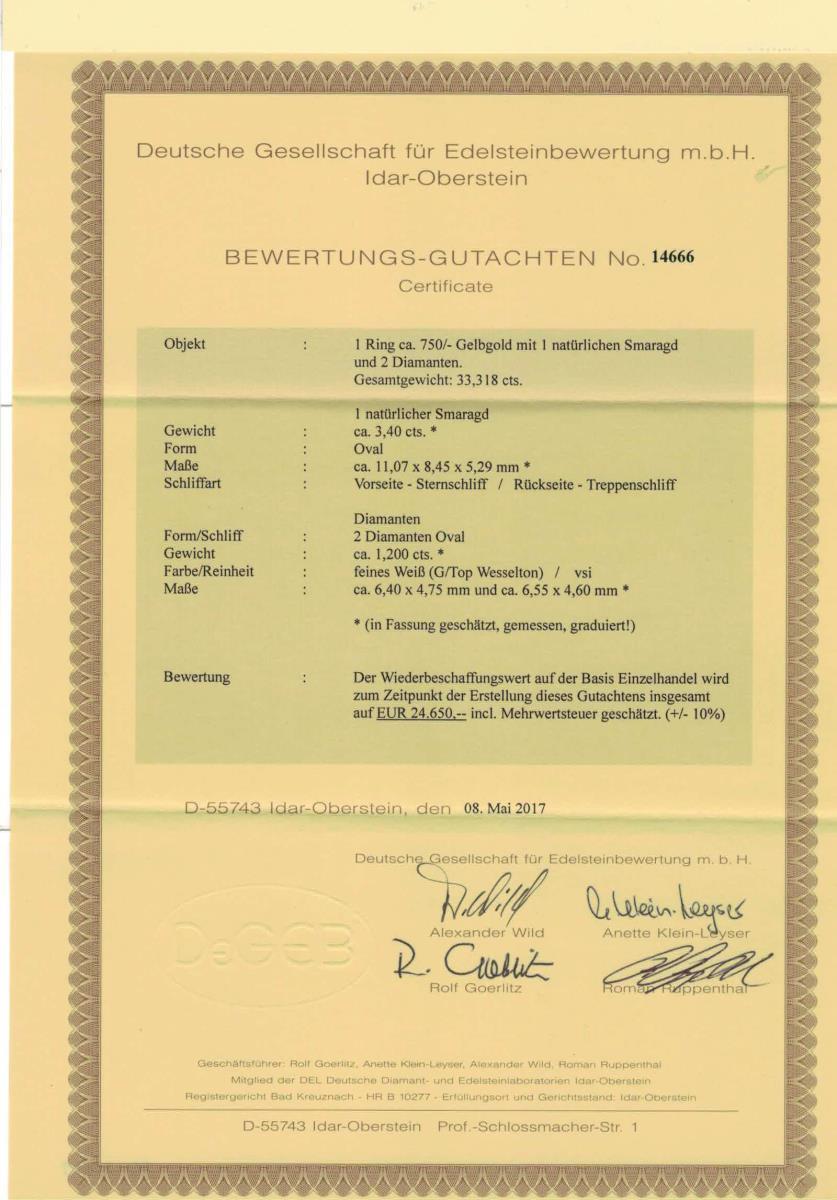 Deutsche Gesellschaft für Edelsteinbewertung m.b.H.
Idar-Oberstein
BEWERTUNGS-GUTACHTEN No. 14666
Certificate
Objekt : 1 Ring ca. 750/- Gelbgold mit 1 natürlichen Smaragd
und 2 Diamanten.
Gesamtgewicht: 33,318 cts.
1 natürlicher Smaragd
Gewicht : ca. 3,40 cts. *
Form : Oval
Maße : ca. 11,07 x 8,45 x 5,29 mm *
Schliffart : Vorseite - Sternschliff / Rückseite - Treppenschliff
Diamanten
Form/Schliff : 2 Diamanten Oval
Gewicht : ca. 1,200 cts. *
Farbe/Reinheit : feines Weiß (G/Top Wesselton) / vsi
Maße : ca. 6,40 x 4,75 mm und ca. 6,55 x 4,60 mm *
* (in Fassung geschätzt, gemessen, graduiert!)
Bewertung : Der Wiederbeschaffungswert auf der Basis Einzelhandel wird
zum Zeitpunkt der Erstellung dieses Gutachtens insgesamt
auf EUR 24.650,-- incl. Mehrwertsteuer geschätzt. (+/- 10%)
D-55743 Idar-Oberstein, den 08. Mai 2017
Deutsche Gesellschaft für Edelsteinbewertung m. b. H.
A. Wild
A. Klein-Leyser
Alexander Wild
Anette Klein-Leyser
DeGEB
R. Goerlitz
Rolf Goerlitz
Roman Ruppenthal
Geschäftsführer: Rolf Goerlitz, Anette Klein-Leyser, Alexander Wild, Roman Ruppenthal
Mitglied der DEL Deutsche Diamant- und Edelsteinlaboratorien Idar-Oberstein
Registergericht Bad Kreuznach - HR B 10277 - Erfüllungsort und Gerichtsstand: Idar-Oberstein
D-55743 Idar-Oberstein Prof.-Schlossmacher-Str. 1